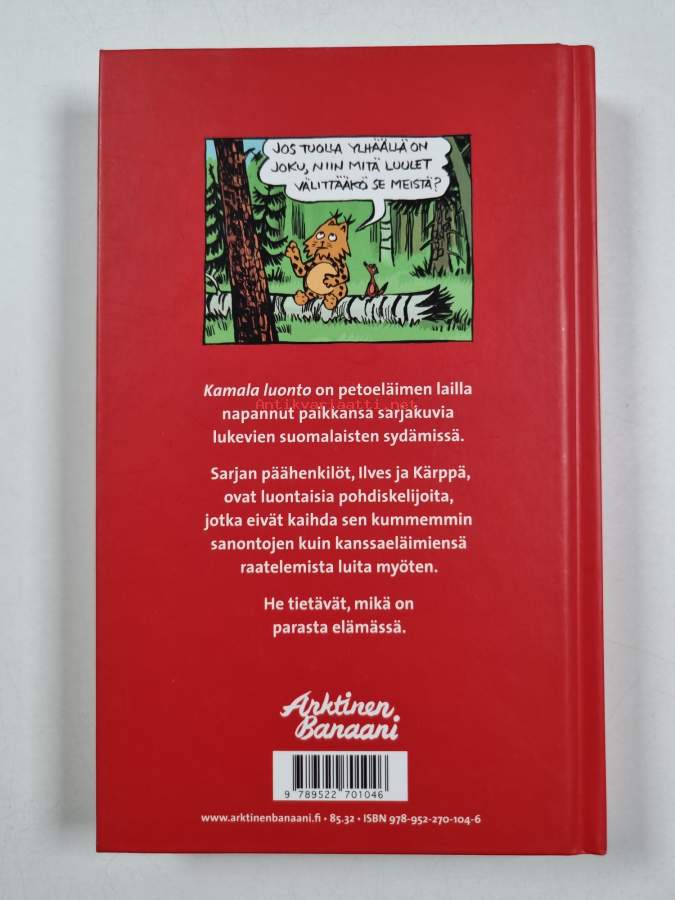 JOS TUOLLA YLHÄÄLLÄ ON
JOKU, NIIN MITÄ LUULET
VÄLITTÄÄKÖ SE MEISTÄ?
Kamala luonto on petoeläimen lailla
Antikvariaatti.net
napannut paikkansa sarjakuvia
lukevien suomalaisten sydämissä.
Sarjan päähenkilöt, Ilves ja Kärppä,
ovat luontaisia pohdiskelijoita,
jotka eivät kaihda sen kummemmin
sanontojen kuin kanssaeläimiensä
raatelemista luita myöten.
He tietävät, mikä on
parasta elämässä.
Arktinen
Banaani
9 789522 701046
www.arktinenbanaani.fi • 85.32 • ISBN 978-952-270-104-6